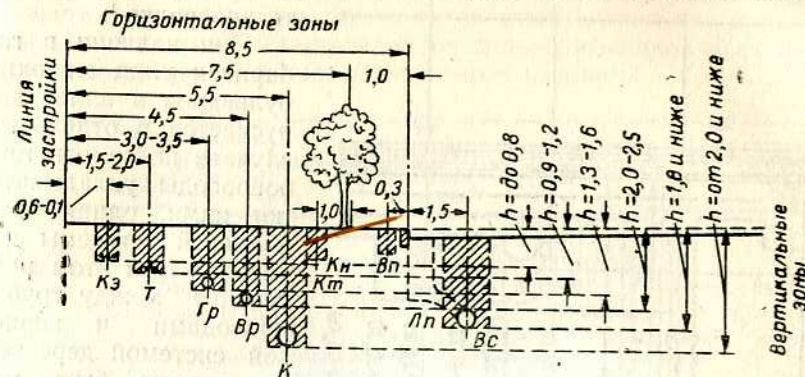 Горизонтальные зоны
8,5
7,5
1,0
5,5
4,5
3,0-3,5
1,5-2,0
0,6-0,1
Линия застройки
1,0
0,3
1,5
h=до 0,8
h=0,9-1,2
h=1,3-1,6
h=2,0-2,5
h=1,8 и ниже
h=от 2,0 и ниже
Вертикальные зоны
Кэ
Т
Гр
Вр
К
Кн
Кт
Вп
Лп
Вс